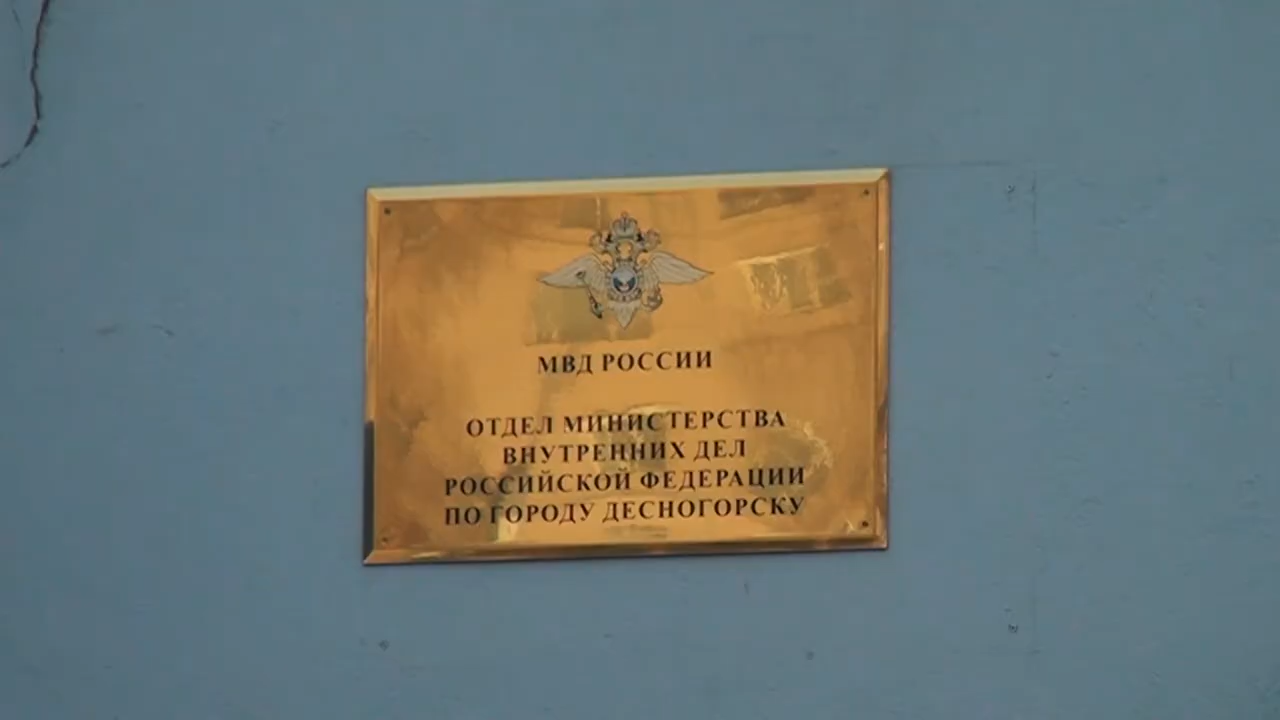 МВД РОССИИ
ОТДЕЛ МИНИСТЕРСТВА
ВНУТРЕННИХ ДЕЛ
РОССИЙСКОЙ ФЕДЕРАЦИИ
ПО ГОРОДУ ДЕСНОГОРСКУ